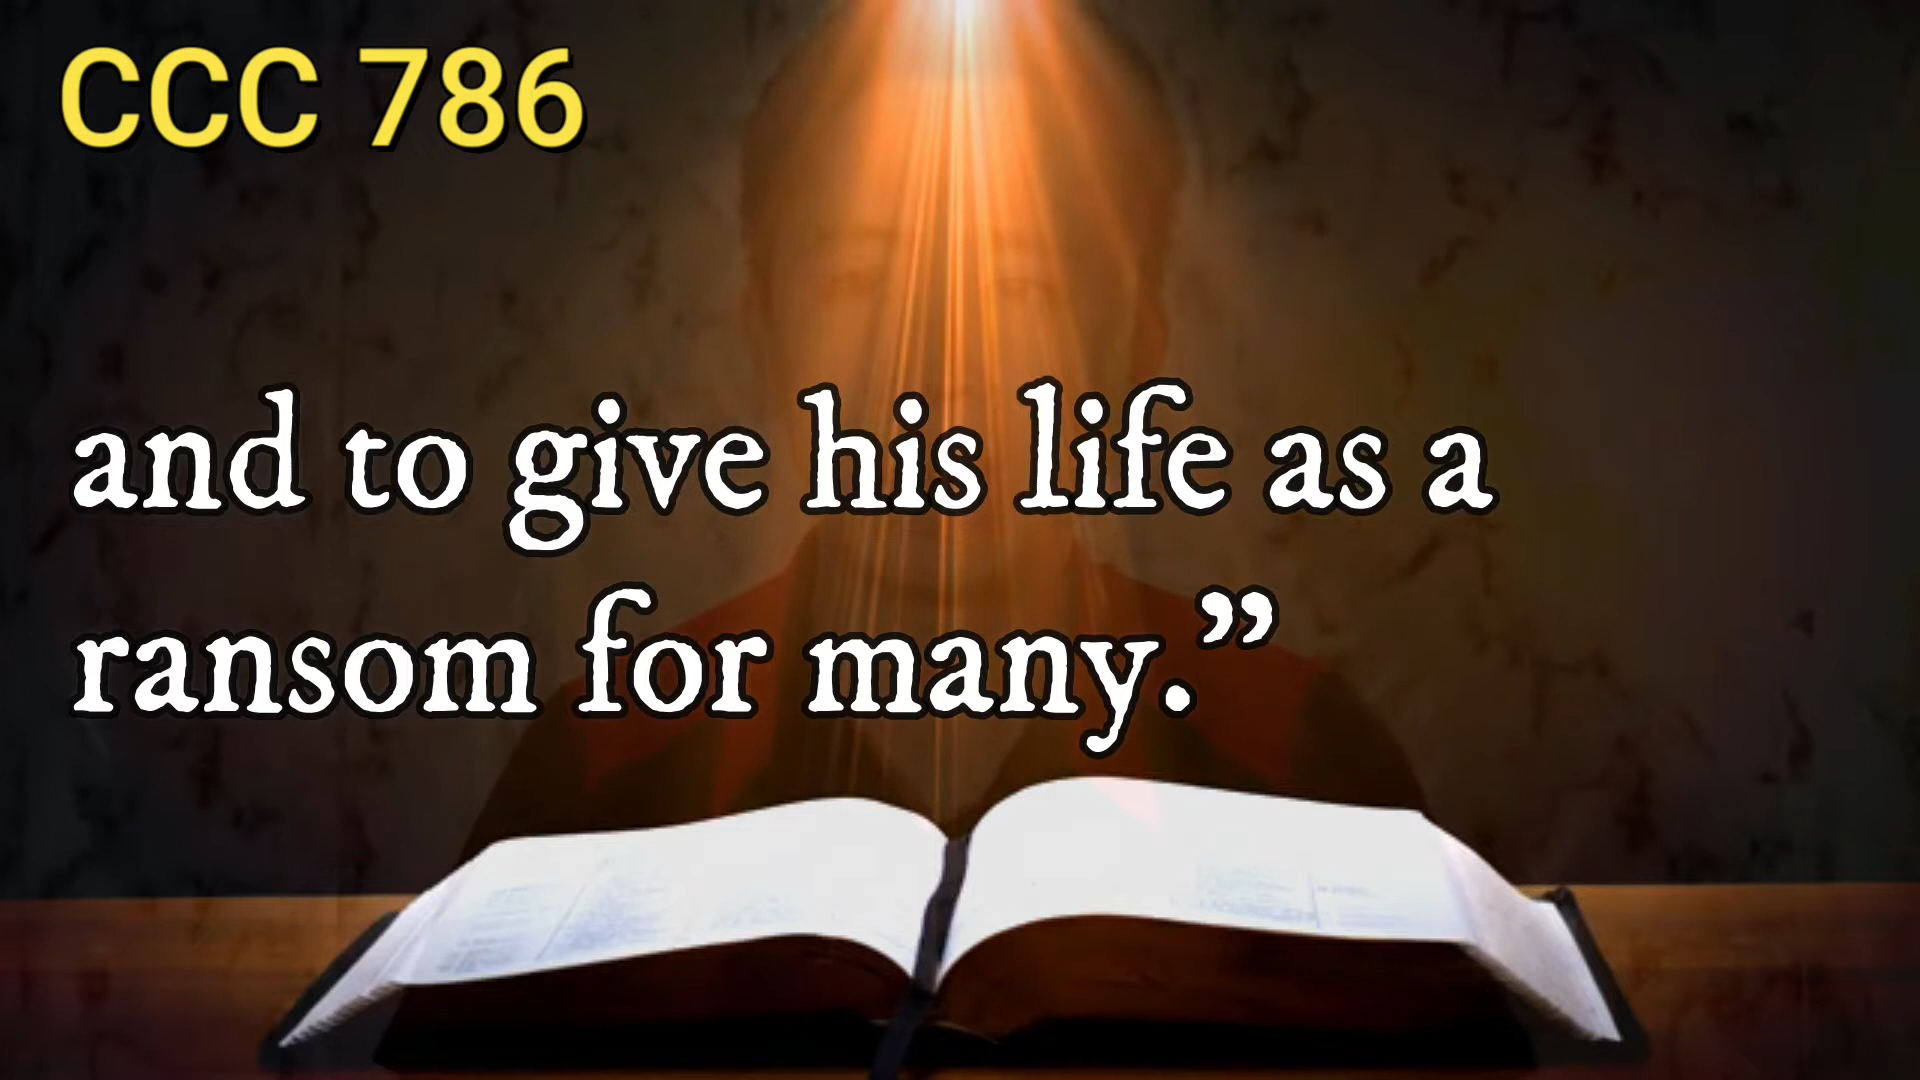 CCC 786
and to give his life as a
ransom for many.”